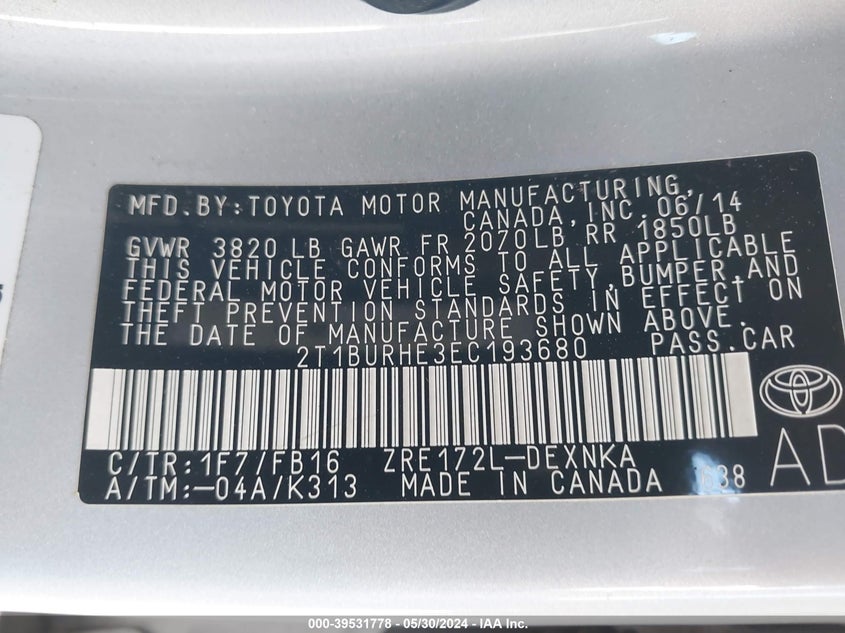 MFD.BY:TOYOTA MOTOR MANUFACTURING,
CANADA, INC. 06/14
GVWR 3820 LB GAWR FR 2070LB, RR 1850LB
THIS VEHICLE CONFORMS TO ALL APPLICABLE
FEDERAL MOTOR VEHICLE SAFETY,BUMPER,AND
THEFT PREVENTION STANDARDS IN EFFECT ON
THE DATE OF MANUFACTURE SHOWN ABOVE.
2T1BURHE3EC193680 PASS.CAR
C/TR:1F7/FB16 ZRE172L-DEXNKA
A/TM:-04A/K313 MADE IN CANADA 638
AD
000-39531778 - 05/30/2024 - IAA Inc.